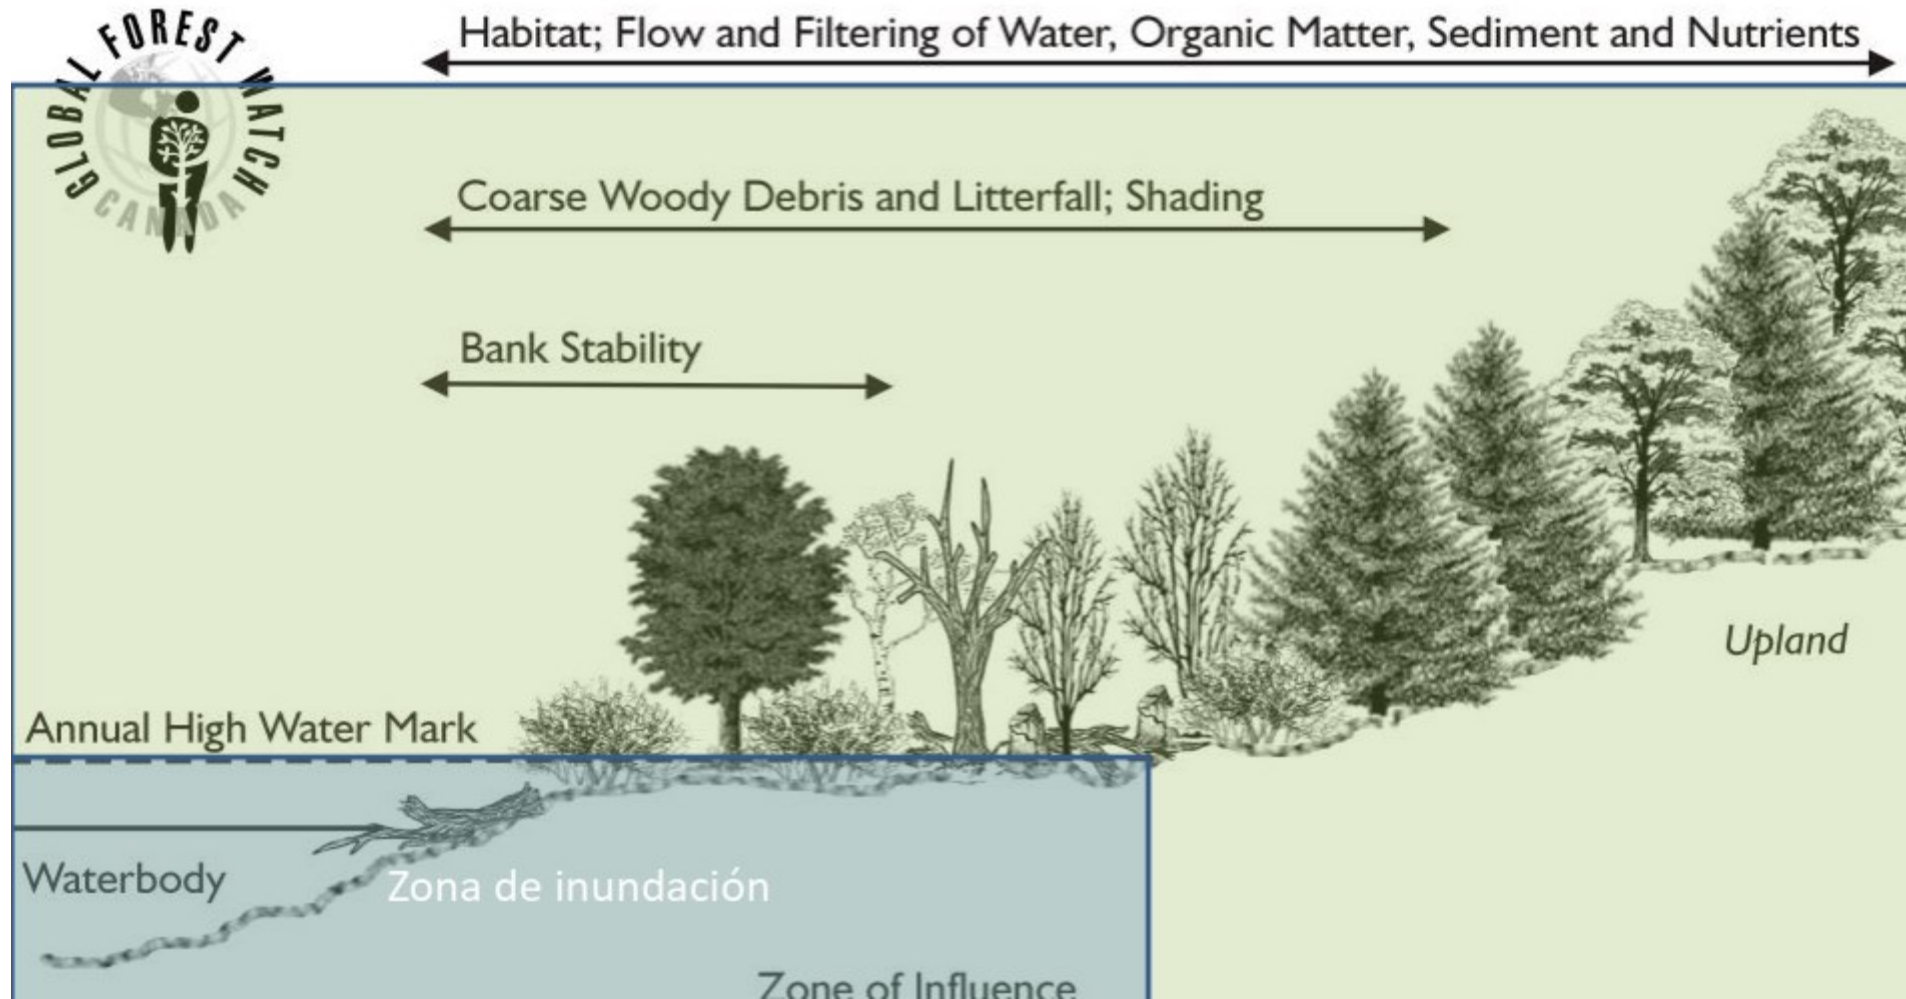 GLOBAL FOREST WATCH
CANADA
Habitat; Flow and Filtering of Water, Organic Matter, Sediment and Nutrients
Coarse Woody Debris and Litterfall; Shading
Bank Stability
Upland
Annual High Water Mark
Waterbody
Zona de inundación
Zone of Influence